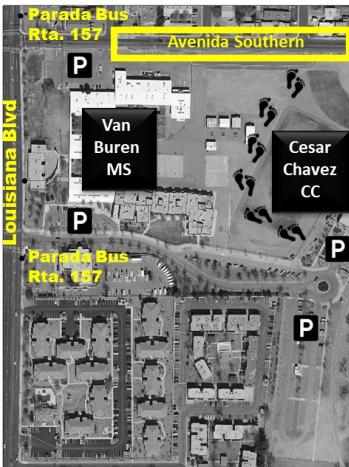 Parada Bus
Rta. 157
Avenida Southern
P
Van
Buren
MS
Cesar
Chavez
CC
Louisiana Blvd
P
P
Parada Bus
Rta. 157
P